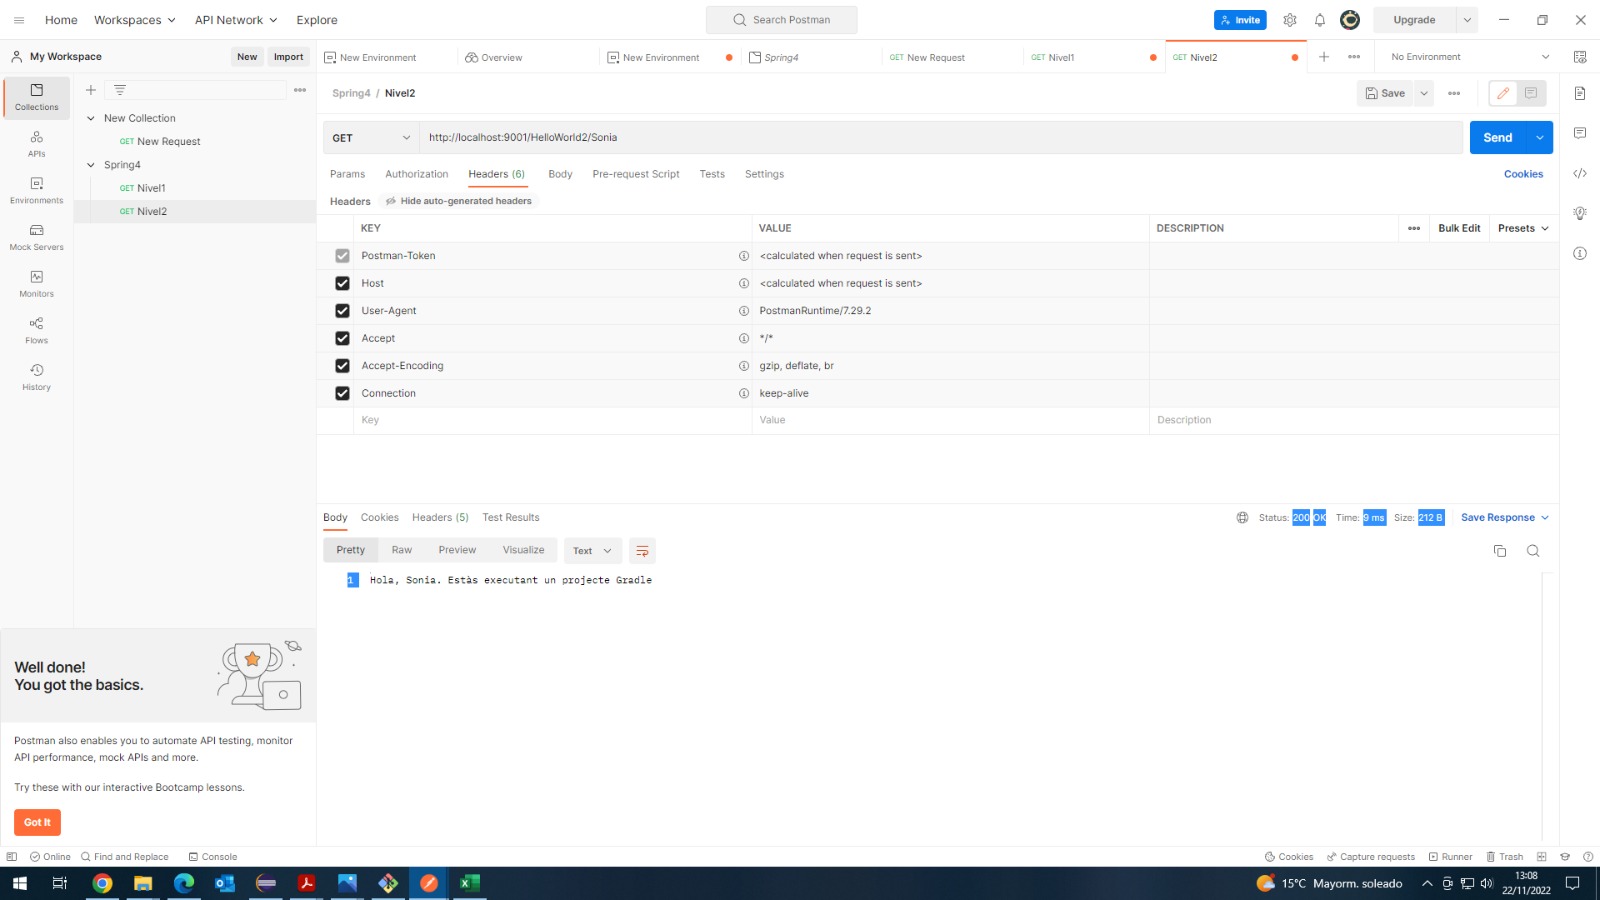 Home Workspaces API Network Explore Search Postman Invite Upgrade
My Workspace New Import New Environment Overview New Environment Spring4 GET New Request GET Nivel1 GET Nivel2 No Environment
Collections
APIs
Environments
Mock Servers
Monitors
Flows
History
New Collection
GET New Request
Spring4
GET Nivel1
GET Nivel2
Spring4 / Nivel2 Save
GET http://localhost:9001/HelloWorld2/Sonia Send
Params Authorization Headers (6) Body Pre-request Script Tests Settings Cookies
Headers Hide auto-generated headers
KEY VALUE DESCRIPTION Bulk Edit Presets
Postman-Token <calculated when request is sent>
Host <calculated when request is sent>
User-Agent PostmanRuntime/7.29.2
Accept */*
Accept-Encoding gzip, deflate, br
Connection keep-alive
Key Value Description
Body Cookies Headers (5) Test Results Status: 200 OK Time: 9 ms Size: 212 B Save Response
Pretty Raw Preview Visualize Text
1 Hola, Sonia. Estàs executant un projecte Gradle
Well done!
You got the basics.
Postman also enables you to automate API testing, monitor
API performance, mock APIs and more.
Try these with our interactive Bootcamp lessons.
Got It
Online Find and Replace Console Cookies Capture requests Runner Trash
15°C Mayorm. soleado 13:08
22/11/2022